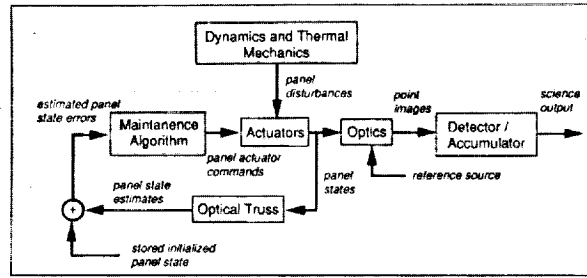 Dynamics and Thermal
Mechanics
panel
disturbances
point
images
science
output
estimated panel
state errors
Maintanence
Algorithm
Actuators
Optics
Detector /
Accumulator
panel actuator
commands
panel
states
reference source
panel state
estimates
Optical Truss
+
stored initialized
panel state